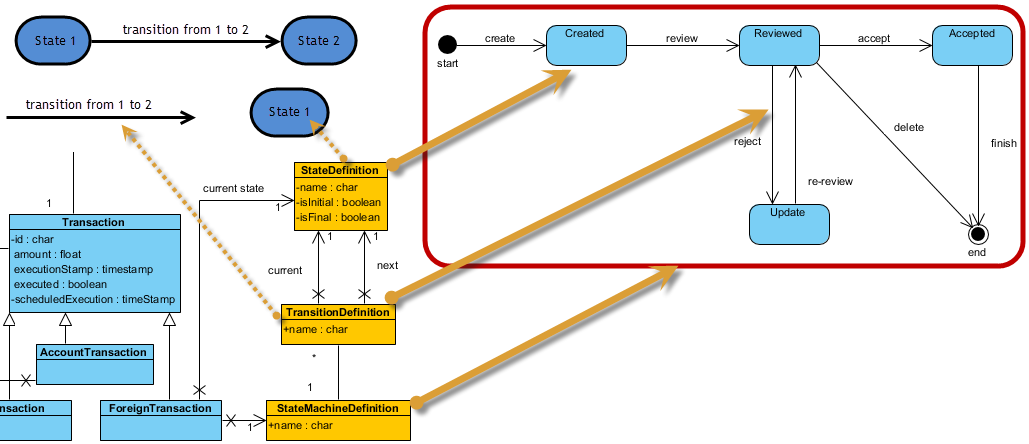 State 1
transition from 1 to 2
State 2
transition from 1 to 2
State 1
start
create
Created
review
Reviewed
accept
Accepted
reject
re-review
Update
delete
finish
end
1
Transaction
-id : char
amount : float
executionStamp : timestamp
executed : boolean
-scheduledExecution : timeStamp
AccountTransaction
nsaction
ForeignTransaction
current state
1
StateDefinition
-name : char
-isInitial : boolean
-isFinal : boolean
1
1
current
next
TransitionDefinition
+name : char
*
1
1
StateMachineDefinition
+name : char